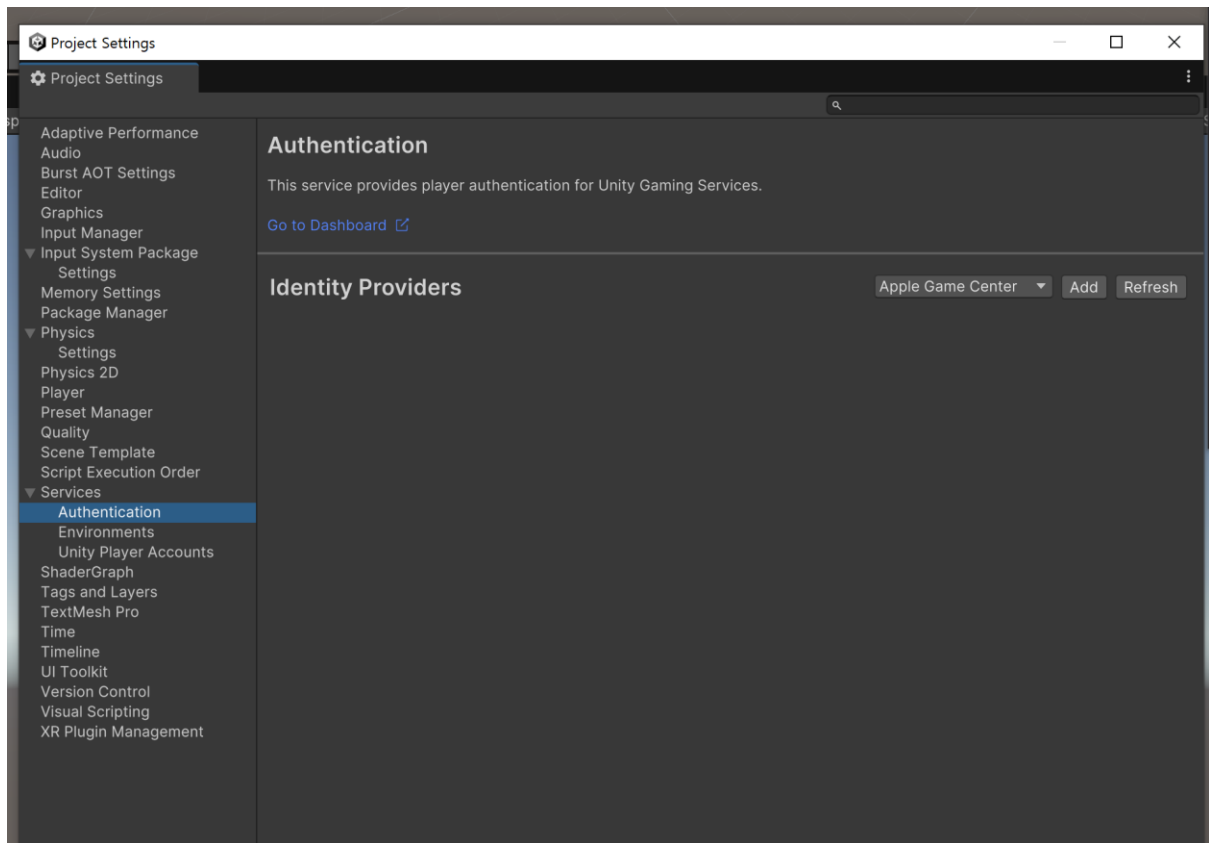 Project Settings
Project Settings
Adaptive Performance
Audio
Burst AOT Settings
Editor
Graphics
Input Manager
Input System Package
Settings
Memory Settings
Package Manager
Physics
Settings
Physics 2D
Player
Preset Manager
Quality
Scene Template
Script Execution Order
Services
Authentication
Environments
Unity Player Accounts
ShaderGraph
Tags and Layers
TextMesh Pro
Time
Timeline
UI Toolkit
Version Control
Visual Scripting
XR Plugin Management
Authentication
This service provides player authentication for Unity Gaming Services.
Go to Dashboard
Identity Providers
Apple Game Center
Add
Refresh